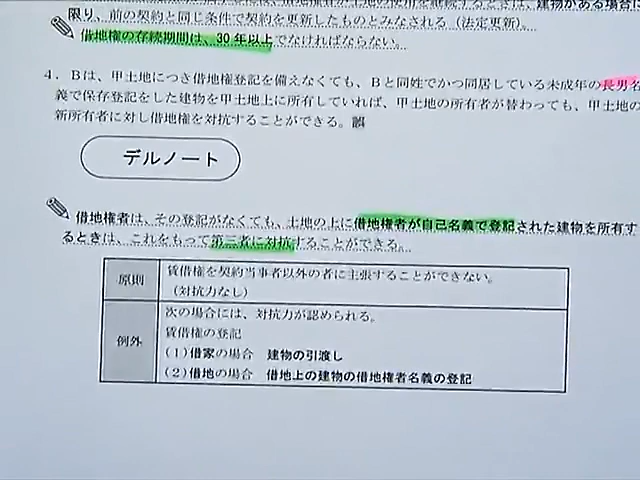 建物がある場合に
限り、前の契約と同じ条件で契約を更新したものとみなされる（法定更新）。
借地権の存続期間は、30年以上でなければならない。
4．Bは、甲土地につき借地権登記を備えなくても、Bと同姓でかつ同居している未成年の長男名
義で保存登記をした建物を甲土地上に所有していれば、甲土地の所有者が替わっても、甲土地の
新所有者に対し借地権を対抗することができる。誤
デルノート
借地権者は、その登記がなくても、土地の上に借地権者が自己名義で登記された建物を所有す
るときは、これをもって第三者に対抗することができる。
原則
賃借権を契約当事者以外の者に主張することができない。
（対抗力なし）
例外
次の場合には、対抗力が認められる。
賃借権の登記
(1)借家の場合　建物の引渡し
(2)借地の場合　借地上の建物の借地権者名義の登記